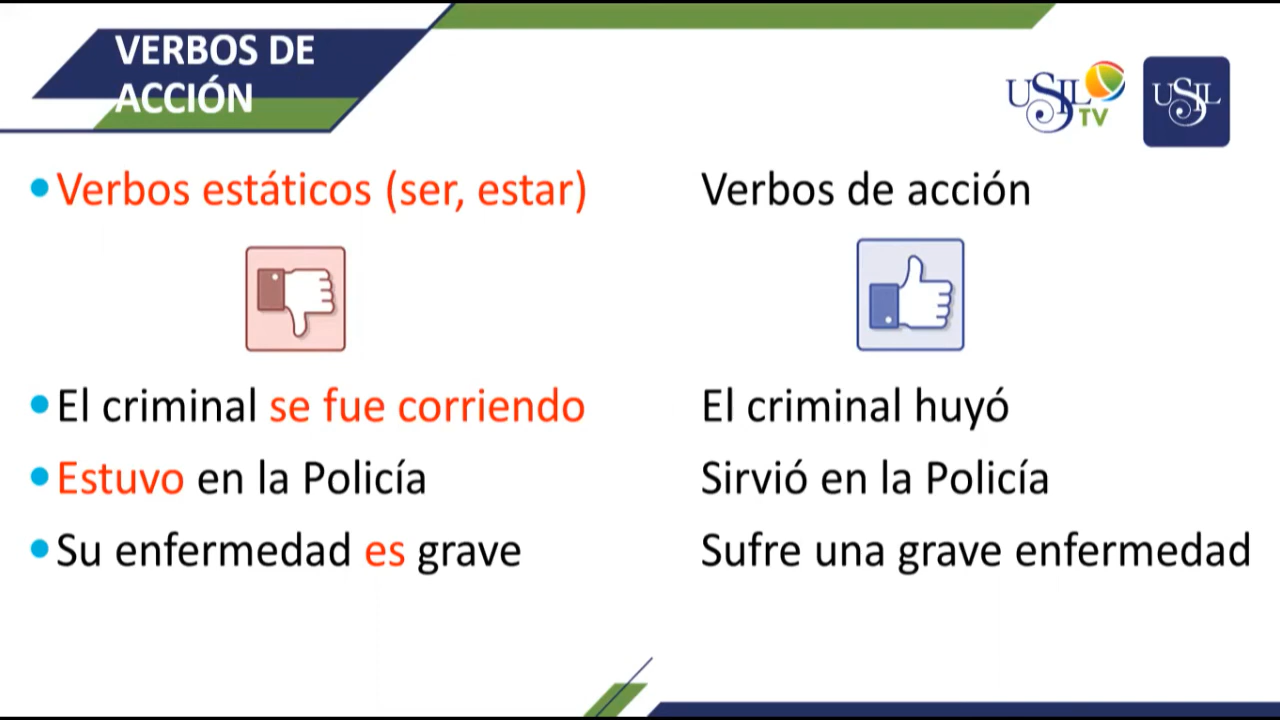 VERBOS DE
ACCIÓN
USIL
TV
USIL
Verbos estáticos (ser, estar)
Verbos de acción
El criminal se fue corriendo
El criminal huyó
Estuvo en la Policía
Sirvió en la Policía
Su enfermedad es grave
Sufre una grave enfermedad